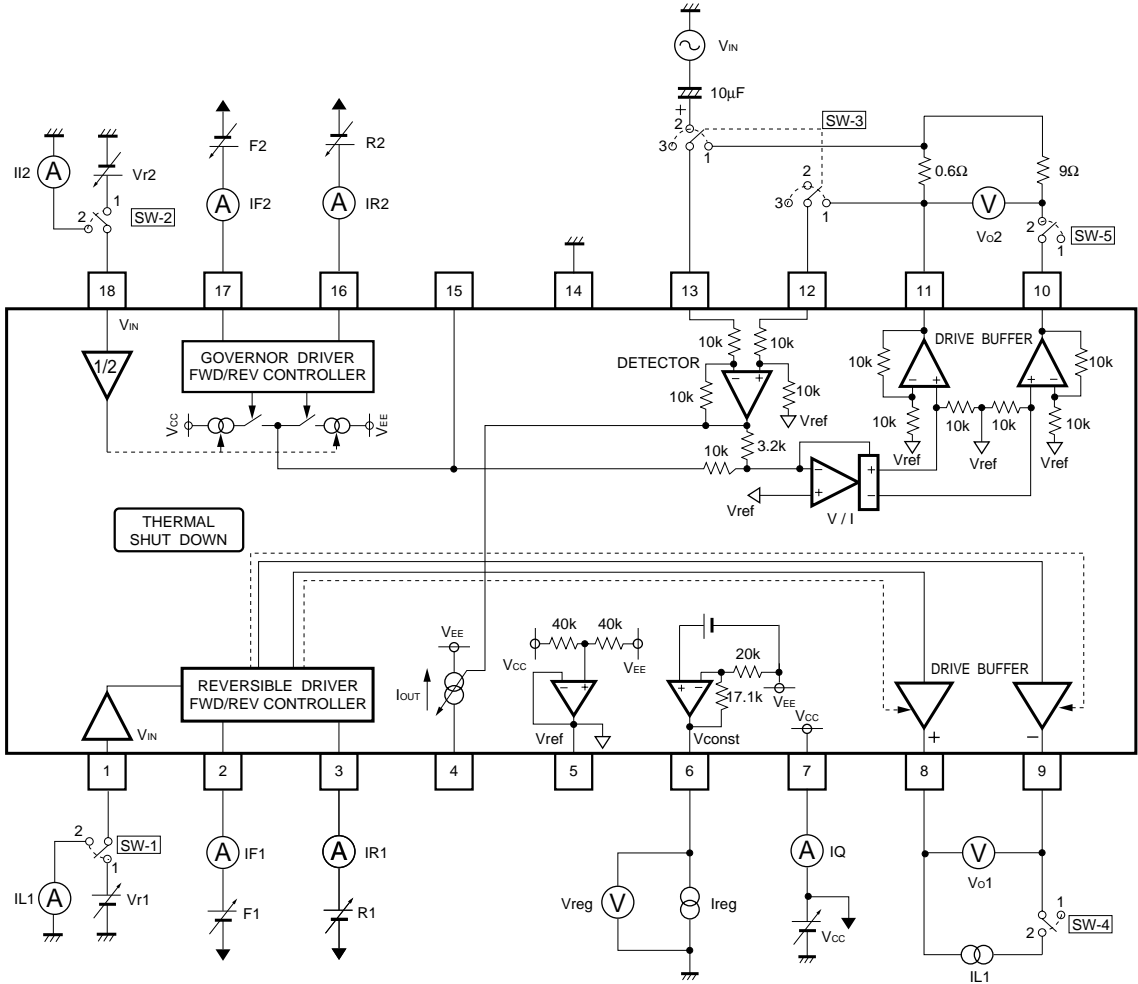 VIN
10μF
+
2
3
1
SW-3
2
3
1
0.6Ω
9Ω
V
VO2
2
1
SW-5
II2
A
Vr2
1
2
SW-2
F2
A
IF2
R2
A
IR2
18
17
16
15
14
13
12
11
10
VIN
1/2
GOVERNOR DRIVER
FWD/REV CONTROLLER
VCC
VEE
DETECTOR
10k
10k
10k
10k
− +
Vref
3.2k
10k
− +
V / I
+ −
Vref
DRIVE BUFFER
10k
10k
− +
+ −
10k
10k
10k
10k
Vref
Vref
Vref
THERMAL
SHUT DOWN
REVERSIBLE DRIVER
FWD/REV CONTROLLER
VIN
VEE
IOUT
40k
40k
VCC
VEE
− +
Vref
20k
17.1k
+ −
VEE
Vconst
VCC
DRIVE BUFFER
+
−
1
2
3
4
5
6
7
8
9
2
1
SW-1
IL1
A
Vr1
A
IF1
F1
A
IR1
R1
Vreg
V
Ireg
A
IQ
VCC
V
VO1
1
2
SW-4
IL1